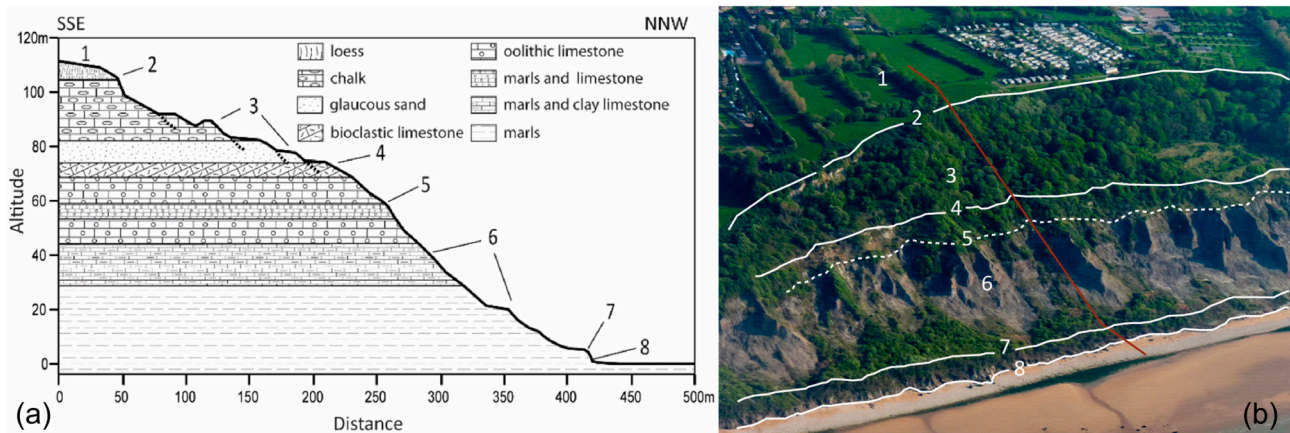 SSE
NNW
120m
100
80
60
40
20
0
Altitude
1
2
3
4
5
6
7
8
loess
chalk
glaucous sand
bioclastic limestone
oolithic limestone
marls and limestone
marls and clay limestone
marls
0
50
100
150
200
250
300
350
400
450
500m
Distance
(a)
1
2
3
4
5
6
7
8
(b)